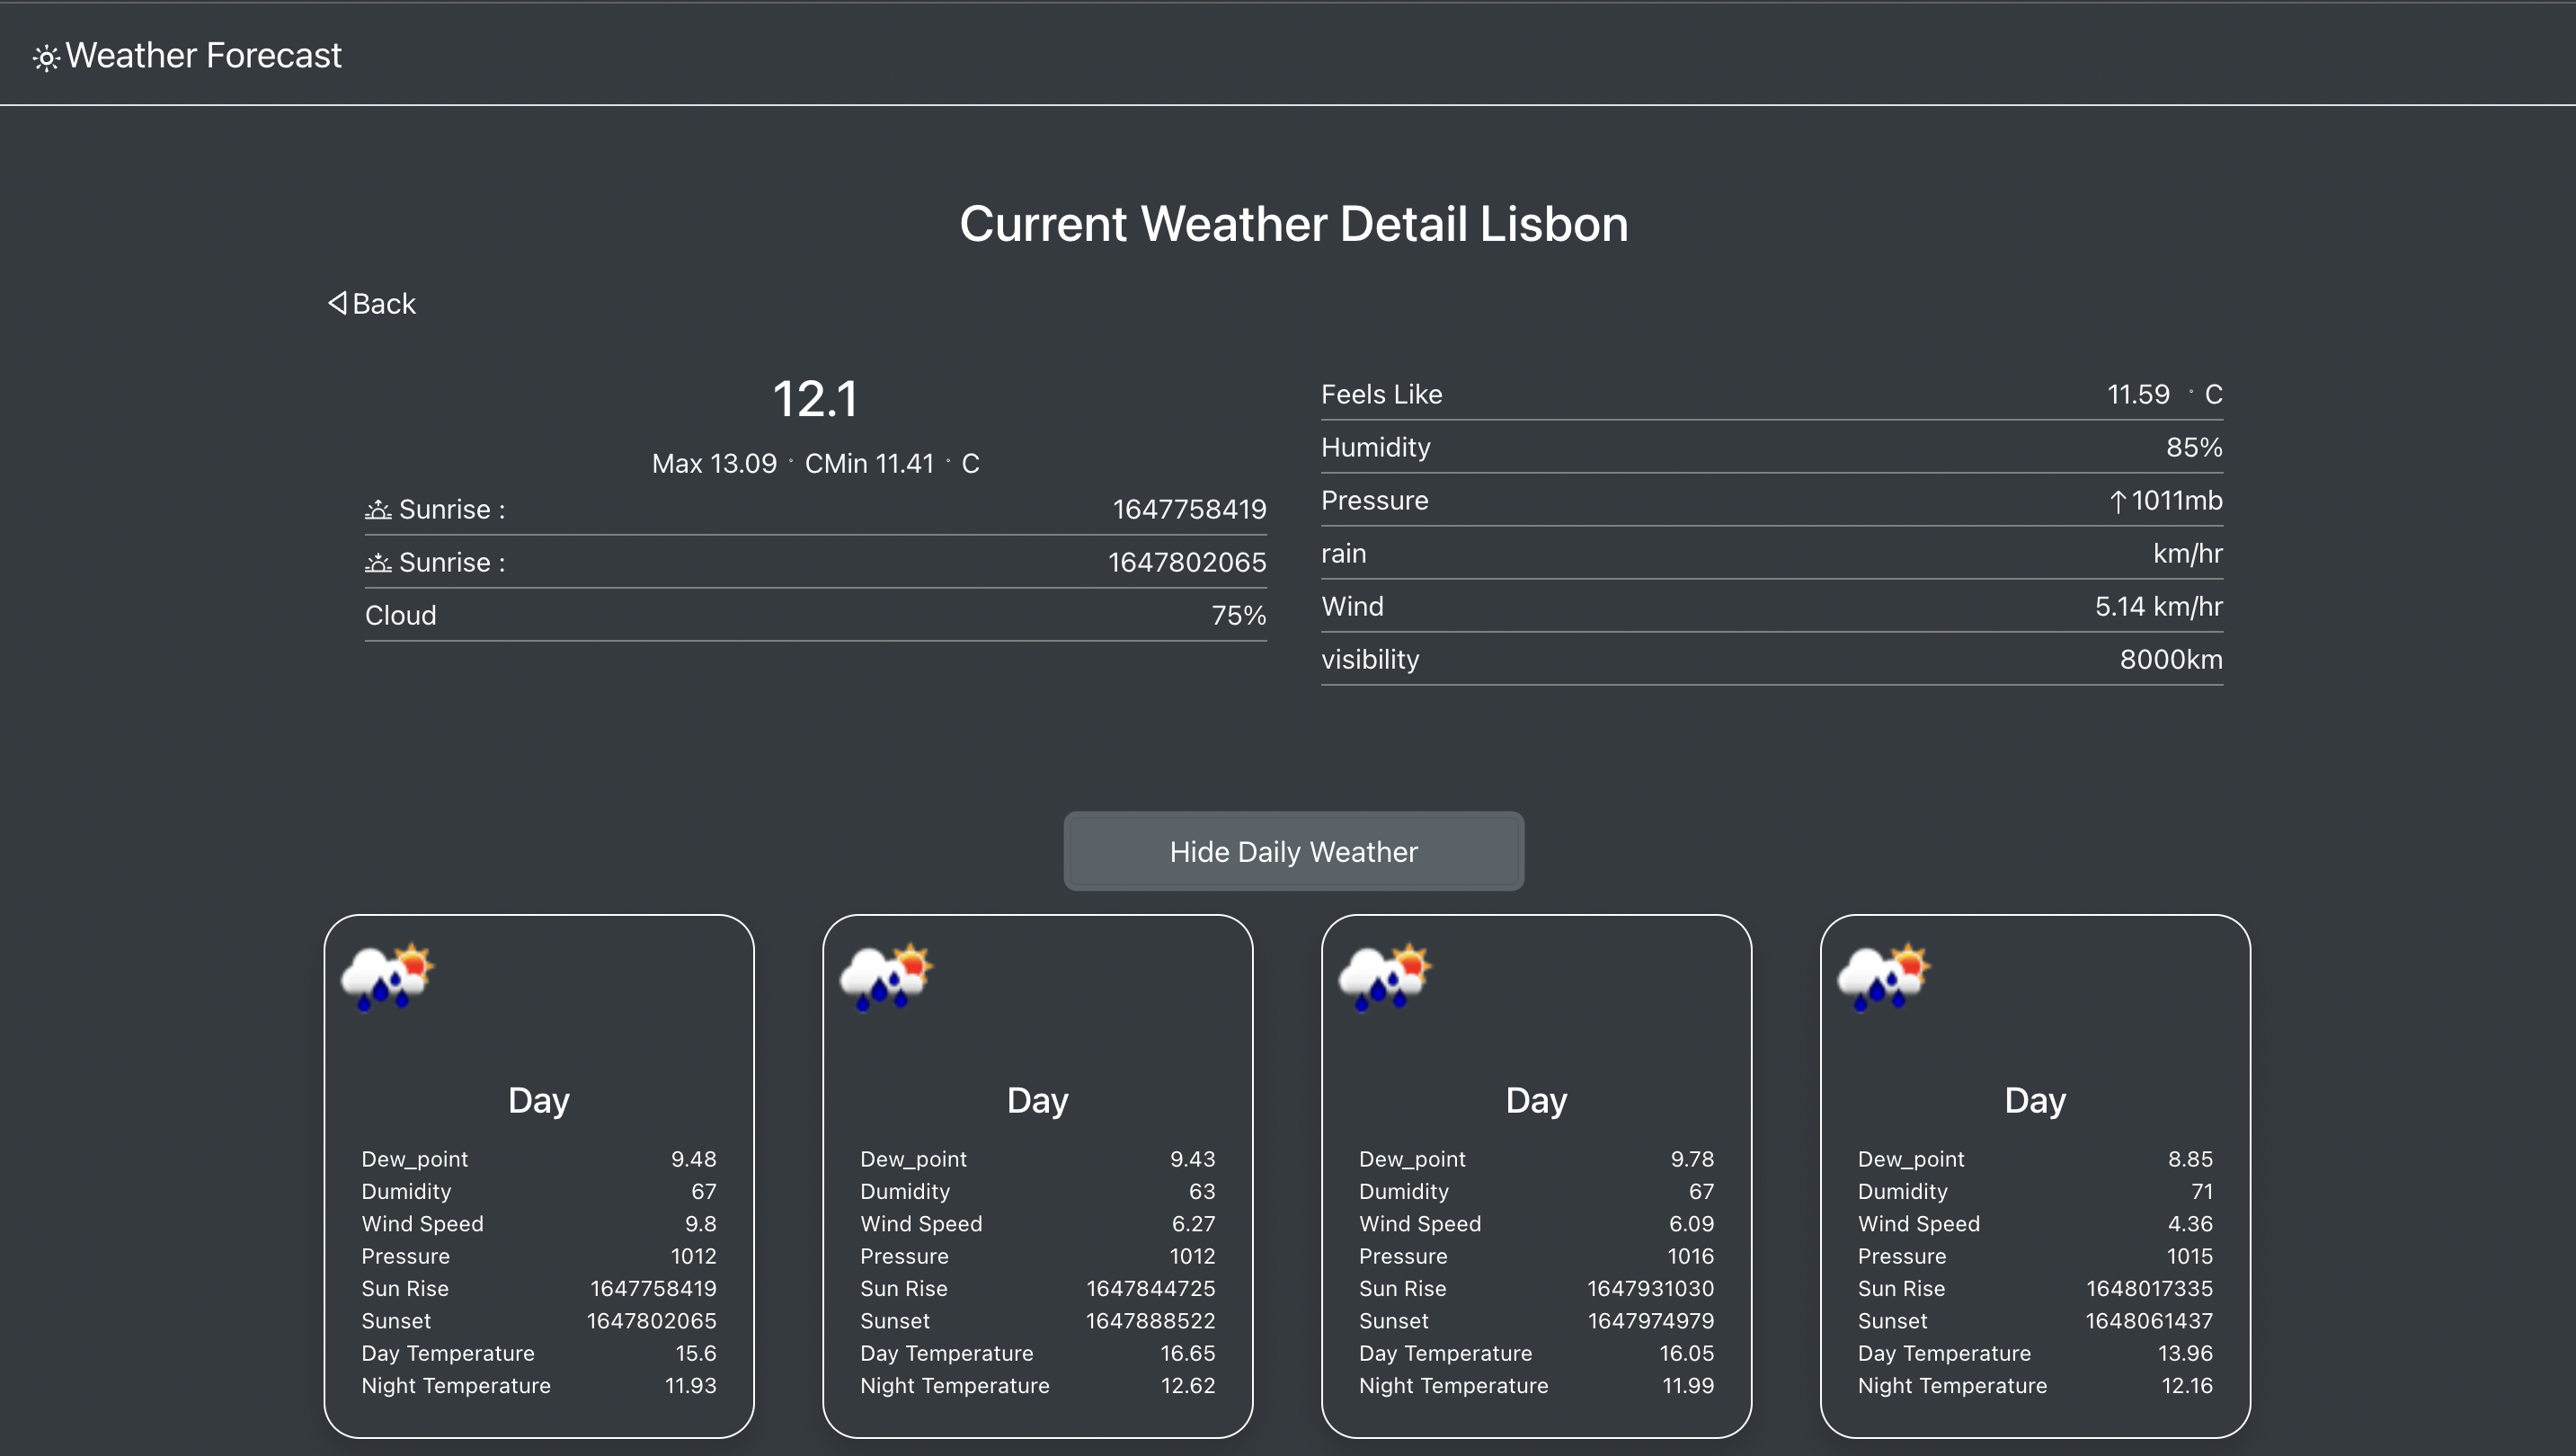 Weather Forecast
Current Weather Detail Lisbon
Back
12.1
Max 13.09 ° CMin 11.41 ° C
Sunrise : 1647758419
Sunrise : 1647802065
Cloud 75%
Feels Like 11.59 ° C
Humidity 85%
Pressure ↑1011mb
rain km/hr
Wind 5.14 km/hr
visibility 8000km
Hide Daily Weather
Day
Dew_point 9.48
Dumidity 67
Wind Speed 9.8
Pressure 1012
Sun Rise 1647758419
Sunset 1647802065
Day Temperature 15.6
Night Temperature 11.93
Day
Dew_point 9.43
Dumidity 63
Wind Speed 6.27
Pressure 1012
Sun Rise 1647844725
Sunset 1647888522
Day Temperature 16.65
Night Temperature 12.62
Day
Dew_point 9.78
Dumidity 67
Wind Speed 6.09
Pressure 1016
Sun Rise 1647931030
Sunset 1647974979
Day Temperature 16.05
Night Temperature 11.99
Day
Dew_point 8.85
Dumidity 71
Wind Speed 4.36
Pressure 1015
Sun Rise 1648017335
Sunset 1648061437
Day Temperature 13.96
Night Temperature 12.16